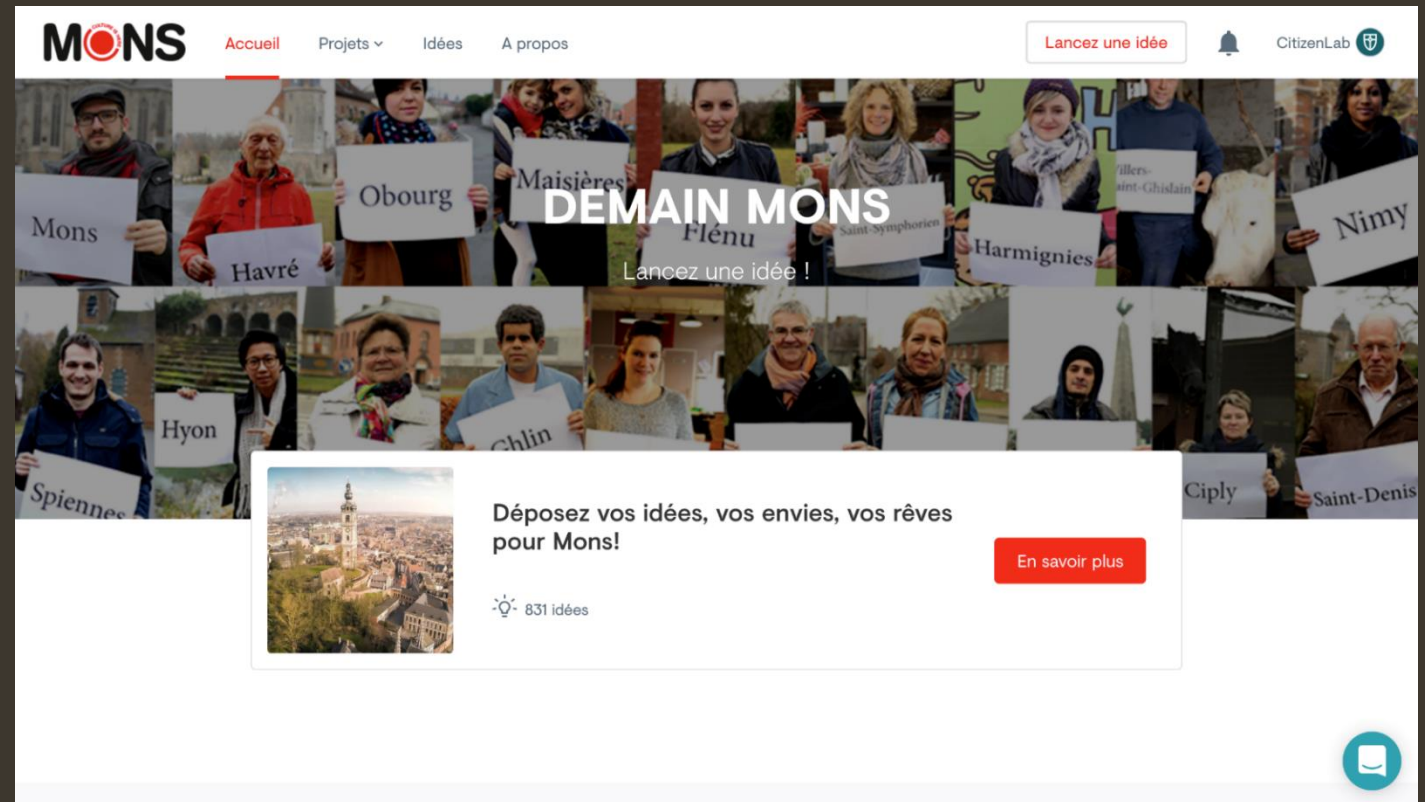 MONS
Accueil
Projets
Idées
A propos
Lancez une idée
CitizenLab
Mons
Havré
Obourg
Maisières
DEMAIN MONS
Flénu
Saint-Symphorien
Harmignies
Villers-
Saint-Ghislain
Nimy
Lancez une idée !
Spiennes
Hyon
Ghlin
Ciply
Saint-Denis
Déposez vos idées, vos envies, vos rêves
pour Mons!
831 idées
En savoir plus